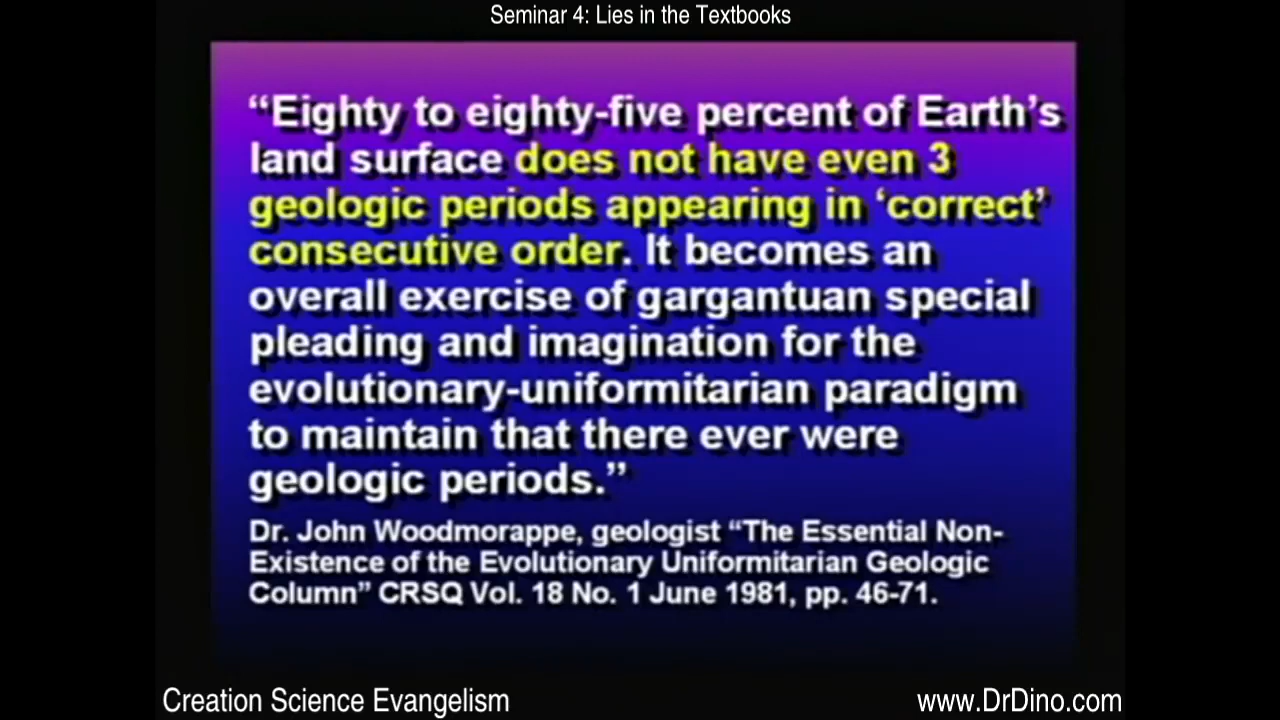 Seminar 4: Lies in the Textbooks
“Eighty to eighty-five percent of Earth’s
land surface does not have even 3
geologic periods appearing in ‘correct’
consecutive order. It becomes an
overall exercise of gargantuan special
pleading and imagination for the
evolutionary-uniformitarian paradigm
to maintain that there ever were
geologic periods.”
Dr. John Woodmorappe, geologist “The Essential Non-
Existence of the Evolutionary Uniformitarian Geologic
Column” CRSQ Vol. 18 No. 1 June 1981, pp. 46-71.
Creation Science Evangelism
www.DrDino.com